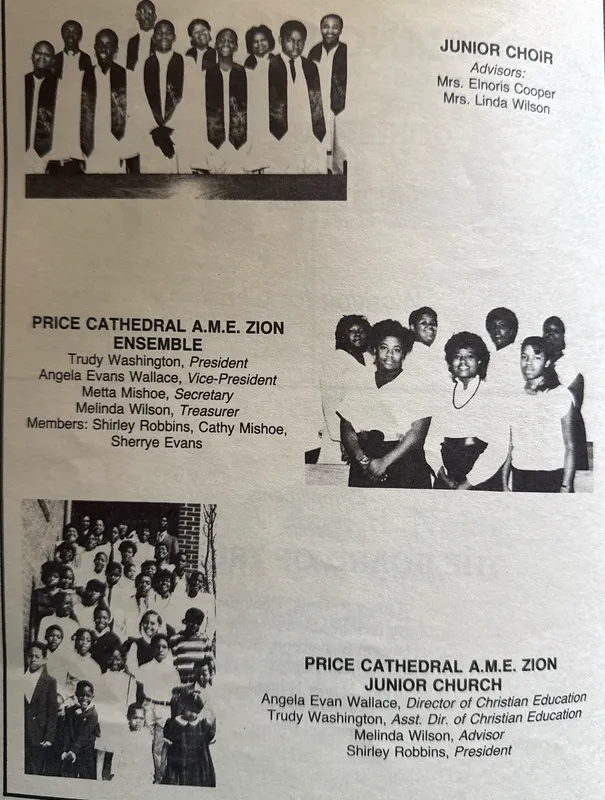 JUNIOR CHOIR
Advisors:
Mrs. Elnoris Cooper
Mrs. Linda Wilson
PRICE CATHEDRAL A.M.E. ZION
ENSEMBLE
Trudy Washington, President
Angela Evans Wallace, Vice-President
Metta Mishoe, Secretary
Melinda Wilson, Treasurer
Members: Shirley Robbins, Cathy Mishoe,
Sherrye Evans
PRICE CATHEDRAL A.M.E. ZION
JUNIOR CHURCH
Angela Evan Wallace, Director of Christian Education
Trudy Washington, Asst. Dir. of Christian Education
Melinda Wilson, Advisor
Shirley Robbins, President